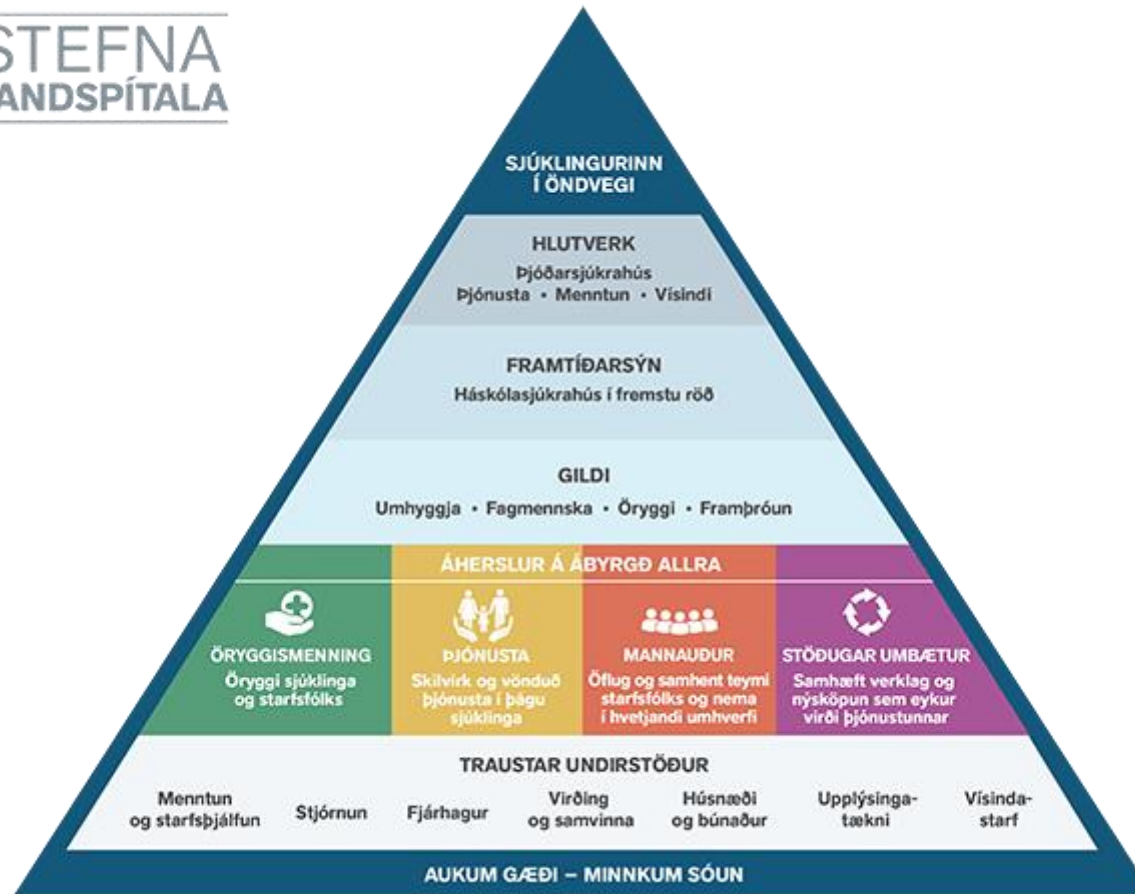 STEFNA
ANDSPÍTALA
SJÚKLINGURINN
Í ÖNDVEGI
HLUTVERK
Þjóðarsjúkrahús
Þjónusta • Menntun • Vísindi
FRAMTÍÐARSÝN
Háskólasjúkrahús í fremstu röð
GILDI
Umhyggja • Fagmennska • Öryggi • Framþróun
ÁHERSLUR Á ÁBYRGÐ ALLRA
ÖRYGGISMENNING
Öryggi sjúklinga
og starfsfólks
ÞJÓNUSTA
Skilvirk og vönduð
þjónusta í þágu
sjúklinga
MANNAUÐUR
Öflug og samhent teymi
starfsfólks og nema
í hvetjandi umhverfi
STÖÐUGAR UMBÆTUR
Samhæft verklag og
nýsköpun sem eykur
virði þjónustunnar
TRAUSTAR UNDIRSTÖÐUR
Menntun
og starfsþjálfun
Stjórnun
Fjárhagur
Virðing
og samvinna
Húsnæði
og búnaður
Upplýsinga-
tækni
Vísinda-
starf
AUKUM GÆÐI – MINNKUM SÓUN